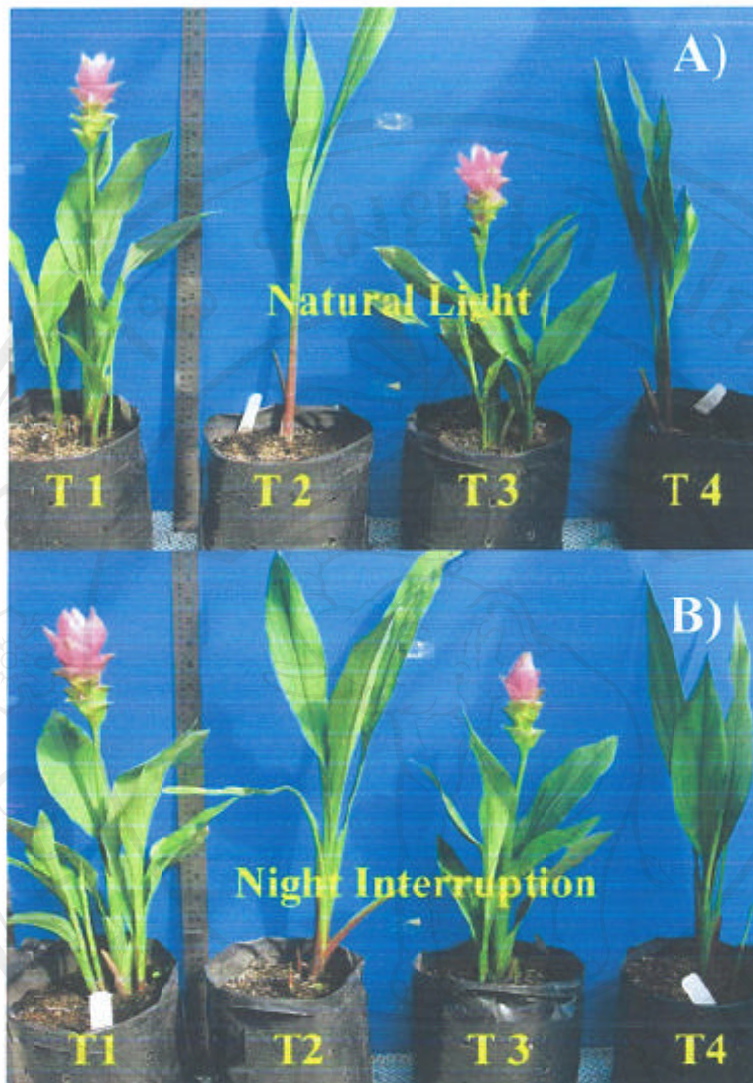 A)
Natural Light
T 1 T 2 T 3 T 4
B)
Night Interruption
T1 T2 T 3 T4